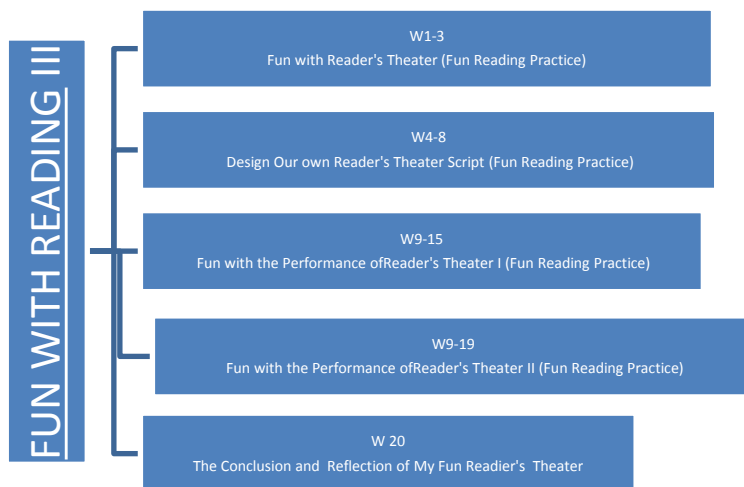 FUN WITH READING III
W1-3
Fun with Reader's Theater (Fun Reading Practice)
W4-8
Design Our own Reader's Theater Script (Fun Reading Practice)
W9-15
Fun with the Performance ofReader's Theater I (Fun Reading Practice)
W9-19
Fun with the Performance ofReader's Theater II (Fun Reading Practice)
W 20
The Conclusion and Reflection of My Fun Readier's Theater